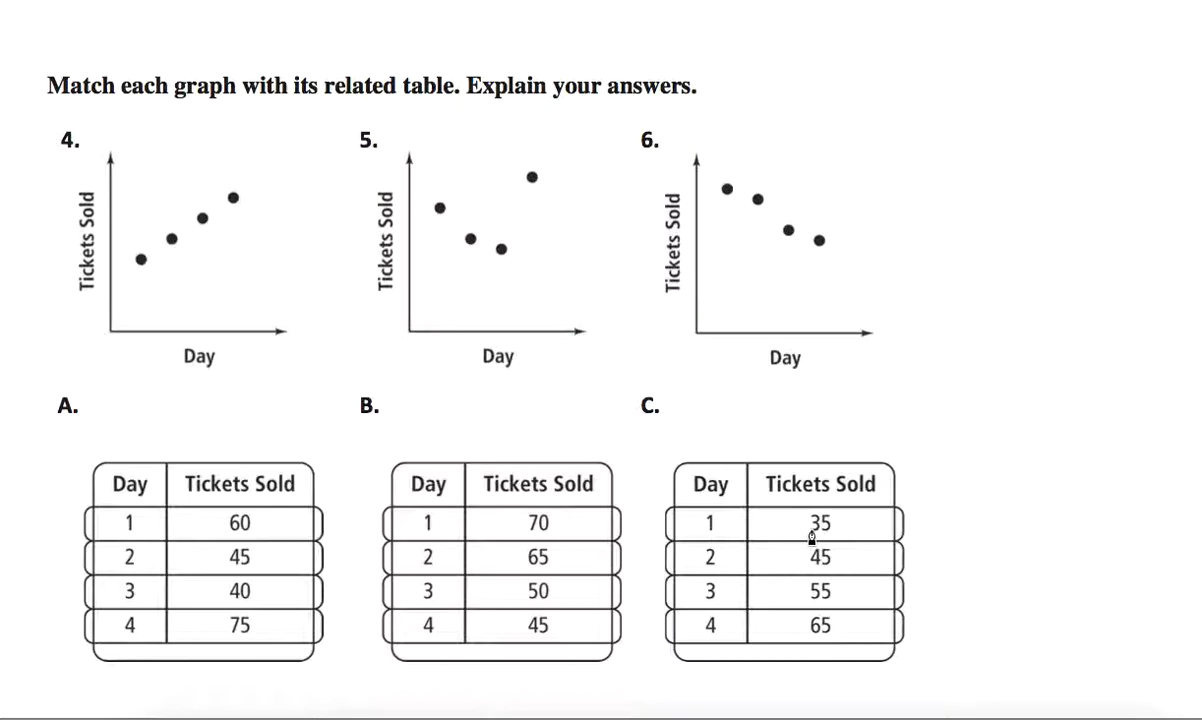 Match each graph with its related table. Explain your answers.
4. 5. 6.
Tickets Sold Tickets Sold Tickets Sold
Day Day Day
A. B. C.
Day Tickets Sold Day Tickets Sold Day Tickets Sold
1 60 1 70 1 35
2 45 2 65 2 45
3 40 3 50 3 55
4 75 4 45 4 65